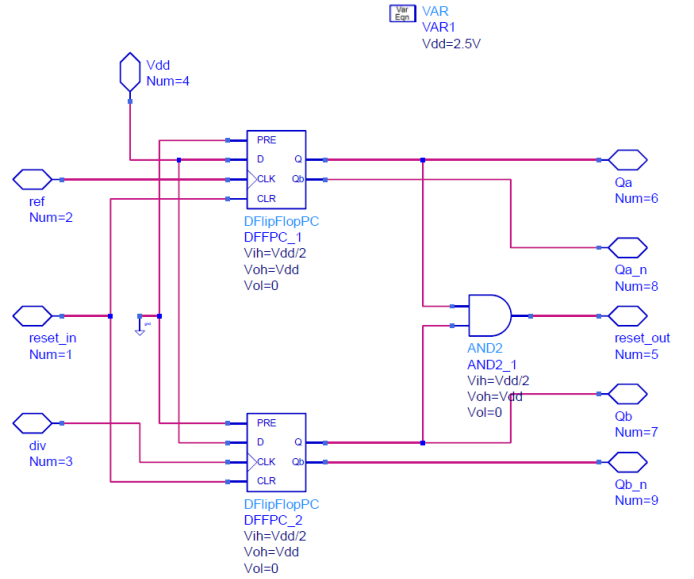 Var
Eqn
VAR
VAR1
Vdd=2.5V
Vdd
Num=4
ref
Num=2
reset_in
Num=1
div
Num=3
PRE
D
CLK
CLR
Q
Qb
DFlipFlopPC
DFFPC_1
Vih=Vdd/2
Voh=Vdd
Vol=0
AND2
AND2_1
Vih=Vdd/2
Voh=Vdd
Vol=0
PRE
D
CLK
CLR
Q
Qb
DFlipFlopPC
DFFPC_2
Vih=Vdd/2
Voh=Vdd
Vol=0
Qa
Num=6
Qa_n
Num=8
reset_out
Num=5
Qb
Num=7
Qb_n
Num=9